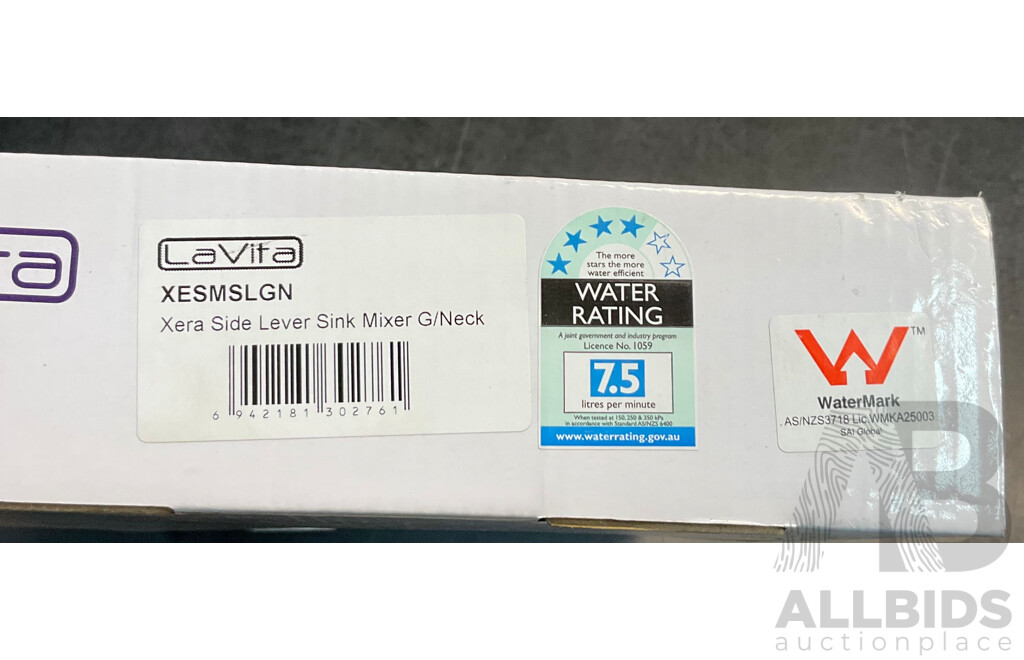 ra
LaVita
XESMSLGN
Xera Side Lever Sink Mixer G/Neck
6 942181 302761
The more
stars the more
water efficient
WATER
RATING
A joint government and industry program
Licence No. 1059
7.5
litres per minute
When tested at 150, 250 & 350 kPa
in accordance with Standard AS/NZS 6400
www.waterrating.gov.au
TM
WaterMark
AS/NZS3718 Lic.WMKA25003
SAI Global
AB
ALLBIDS
auctionplace